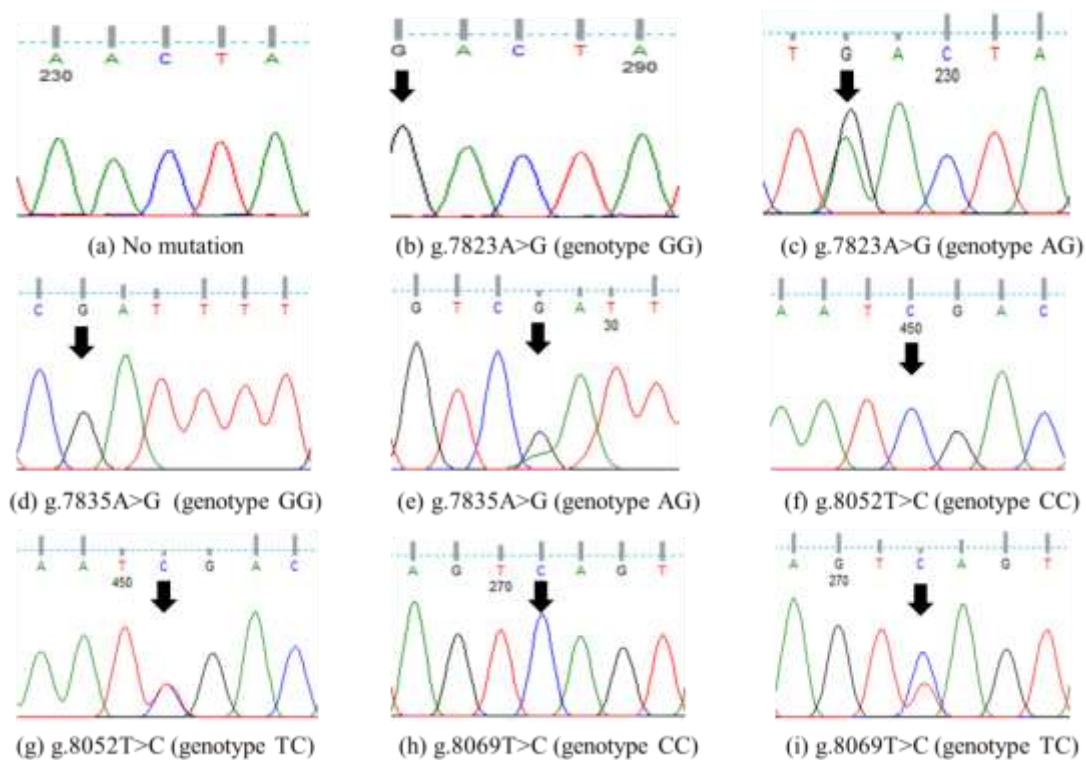 A A C T A
230
G A C T A
290
T G A C T A
230
(a) No mutation
(b) g.7823A>G (genotype GG)
(c) g.7823A>G (genotype AG)
C G A T T T T
G T C G A T T
30
A A T C G A C
450
(d) g.7835A>G (genotype GG)
(e) g.7835A>G (genotype AG)
(f) g.8052T>C (genotype CC)
A A T C G A C
450
A G T C A G T
270
A G T C A G T
270
(g) g.8052T>C (genotype TC)
(h) g.8069T>C (genotype CC)
(i) g.8069T>C (genotype TC)